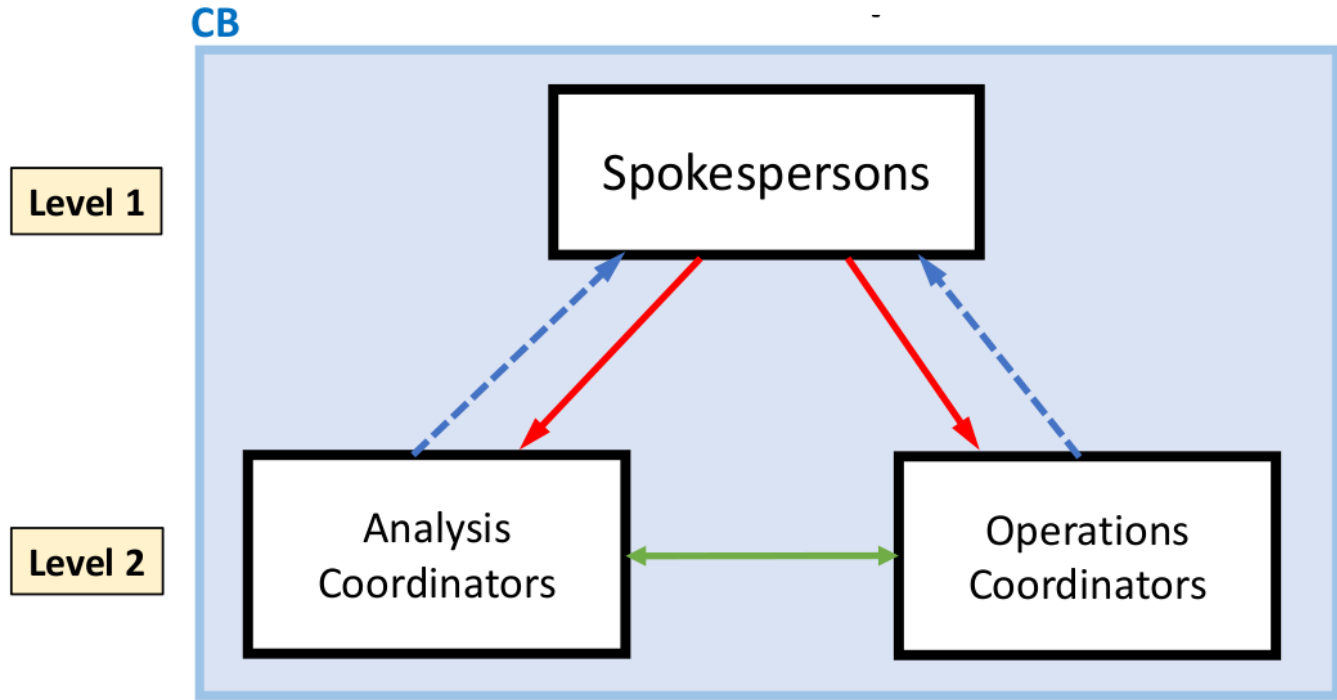 CB
Spokespersons
Level 1
Analysis
Coordinators
Operations
Coordinators
Level 2